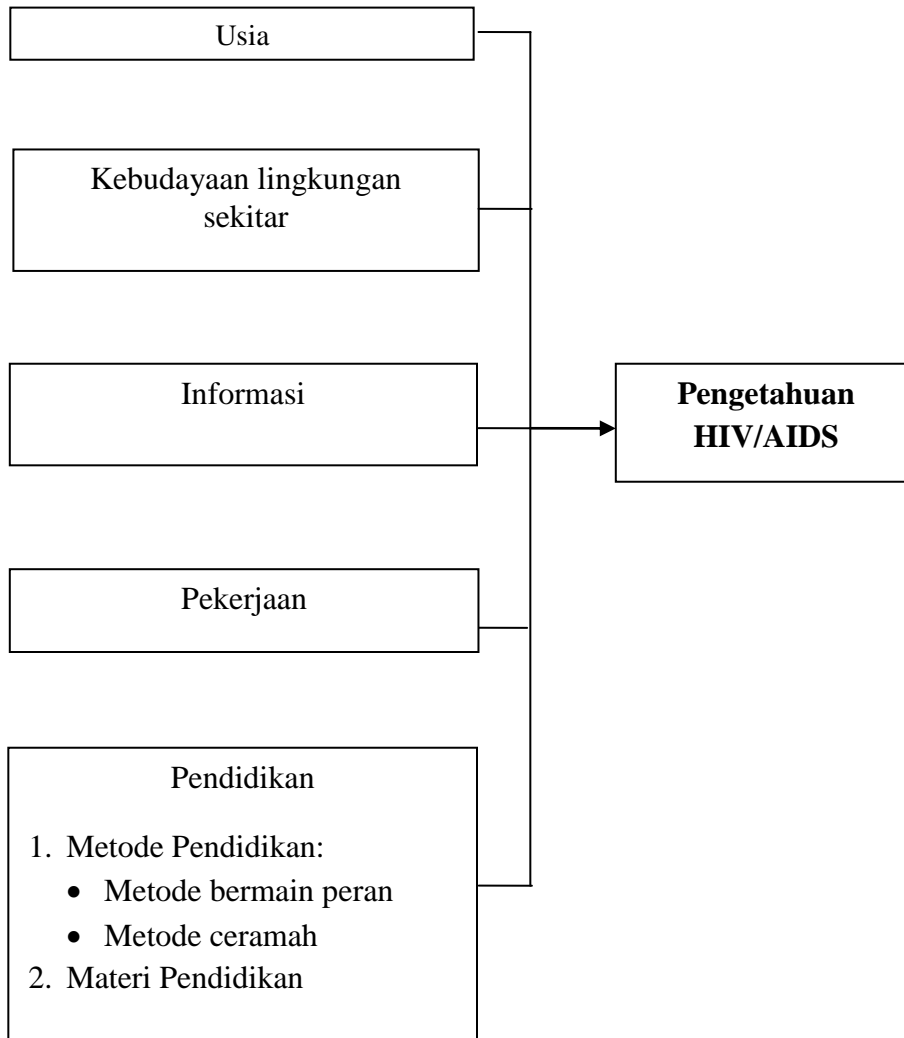 Usia
Kebudayaan lingkungan
sekitar
Informasi
Pengetahuan
HIV/AIDS
Pekerjaan
Pendidikan
1. Metode Pendidikan:
• Metode bermain peran
• Metode ceramah
2. Materi Pendidikan